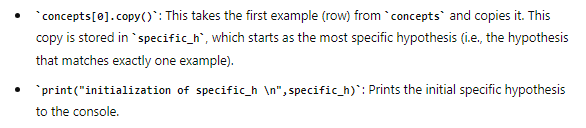 • `concepts[0].copy()`: This takes the first example (row) from `concepts` and copies it. This
copy is stored in `specific_h`, which starts as the most specific hypothesis (i.e., the hypothesis
that matches exactly one example).
• `print("initialization of specific_h \n",specific_h)`: Prints the initial specific hypothesis
to the console.